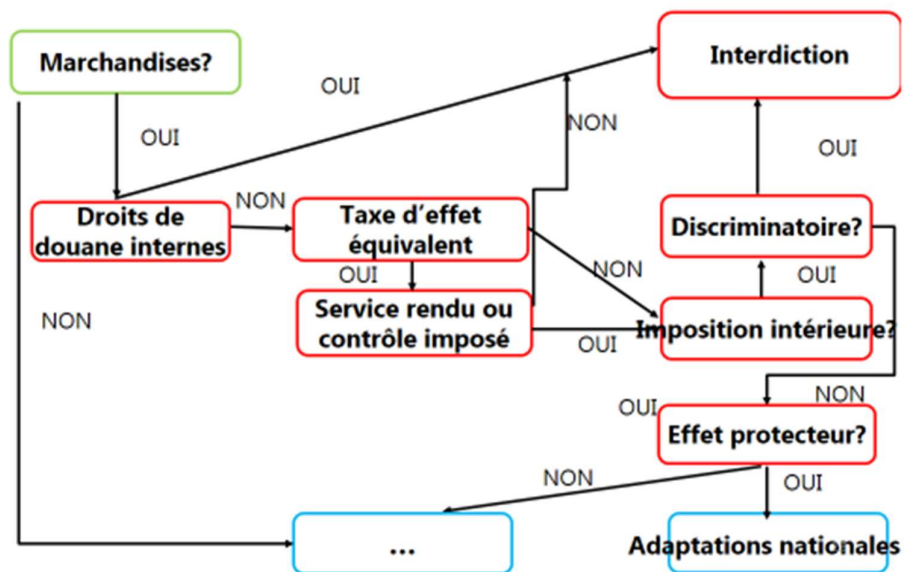 Marchandises?
Interdiction
OUI
NON
OUI
OUI
NON
Droits de
douane internes
Taxe d'effet
équivalent
Discriminatoire?
OUI
NON
OUI
NON
Service rendu ou
contrôle imposé
Imposition intérieure?
OUI
NON
OUI
Effet protecteur?
NON
OUI
...
Adaptations nationales